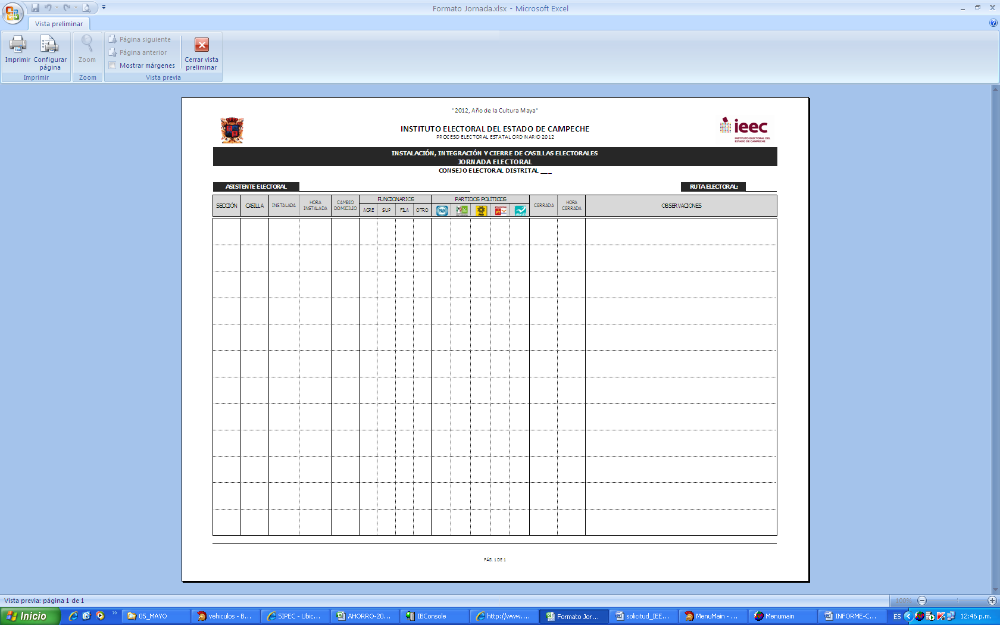 Formato Jornada.xlsx - Microsoft Excel
Vista preliminar
Imprimir
Configurar página
Imprimir
Zoom
Zoom
Página siguiente
Página anterior
Mostrar márgenes
Cerrar vista preliminar
Vista previa
"2012, Año de la Cultura Maya"
INSTITUTO ELECTORAL DEL ESTADO DE CAMPECHE
PROCESO ELECTORAL ESTATAL ORDINARIO 2012
ieec
INSTITUTO ELECTORAL DEL
ESTADO DE CAMPECHE
INSTALACIÓN, INTEGRACIÓN Y CIERRE DE CASILLAS ELECTORALES
JORNADA ELECTORAL
CONSEJO ELECTORAL DISTRITAL ___
ASISTENTE ELECTORAL
RUTA ELECTORAL:
SECCIÓN
CASILLA
INSTALADA
HORA INSTALADA
CAMBIO DOMICILIO
FUNCIONARIOS
ACRE SUP FILA OTRO
PARTIDOS POLÍTICOS
PAN
PRD
CERRADA
HORA CERRADA
OBSERVACIONES
PÁG. 1 DE 1
Vista previa: página 1 de 1
100%
Inicio
05_MAYO
vehiculos - B...
SIPEC - Ubic...
AHORRO-20...
IBConsole
http://www....
Formato Jor...
solicitud_IEE...
MenuMain - ...
Menumain
INFORME-C...
ES
12:46 p.m.